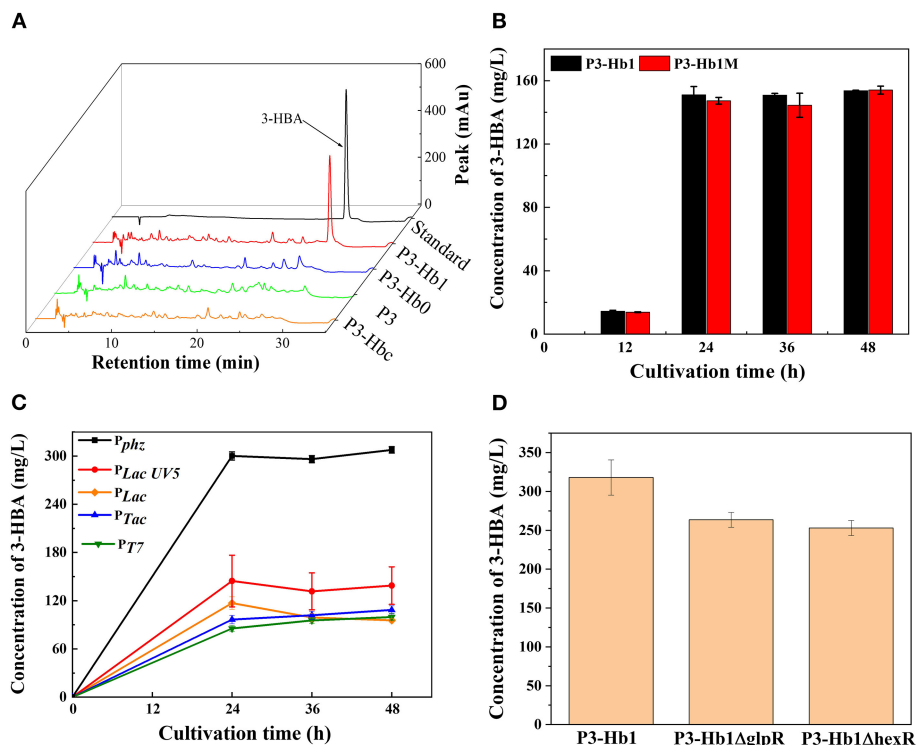 A
600
400
200
0
Peak (mAu)
3-HBA
Standard
P3-Hb1
P3-Hb0
P3
P3-Hbc
0 10 20 30
Retention time (min)
B
P3-Hb1 P3-Hb1M
160
120
80
40
0
Concentration of 3-HBA (mg/L)
0 12 24 36 48
Cultivation time (h)
C
Pphz
PLac UV5
PLac
PTac
PT7
300
240
180
120
60
0
Concentration of 3-HBA (mg/L)
0 12 24 36 48
Cultivation time (h)
D
350
300
250
200
150
100
50
0
Concentration of 3-HBA (mg/L)
P3-Hb1 P3-Hb1ΔglpR P3-Hb1ΔhexR